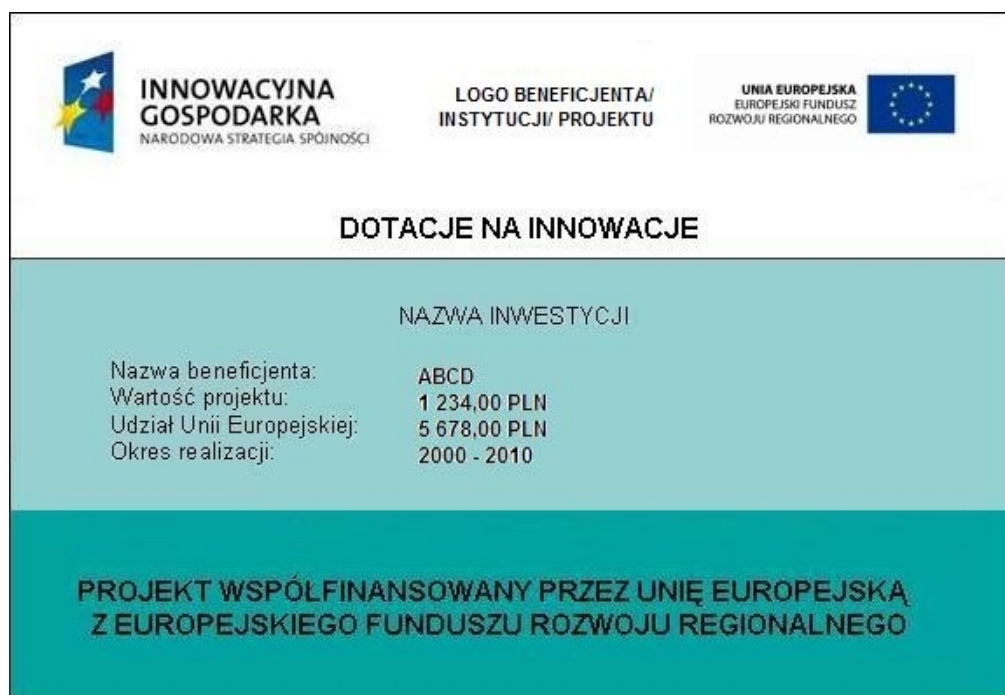 INNOWACYJNA
GOSPODARKA
NARODOWA STRATEGIA SPÓJNOŚCI
LOGO BENEFICJENTA/
INSTYTUCJI/ PROJEKTU
UNIA EUROPEJSKA
EUROPEJSKI FUNDUSZ
ROZWOJU REGIONALNEGO
DOTACJE NA INNOWACJE
NAZWA INWESTYCJI
Nazwa beneficjenta: ABCD
Wartość projektu: 1 234,00 PLN
Udział Unii Europejskiej: 5 678,00 PLN
Okres realizacji: 2000 - 2010
PROJEKT WSPÓŁFINANSOWANY PRZEZ UNIĘ EUROPEJSKĄ
Z EUROPEJSKIEGO FUNDUSZU ROZWOJU REGIONALNEGO